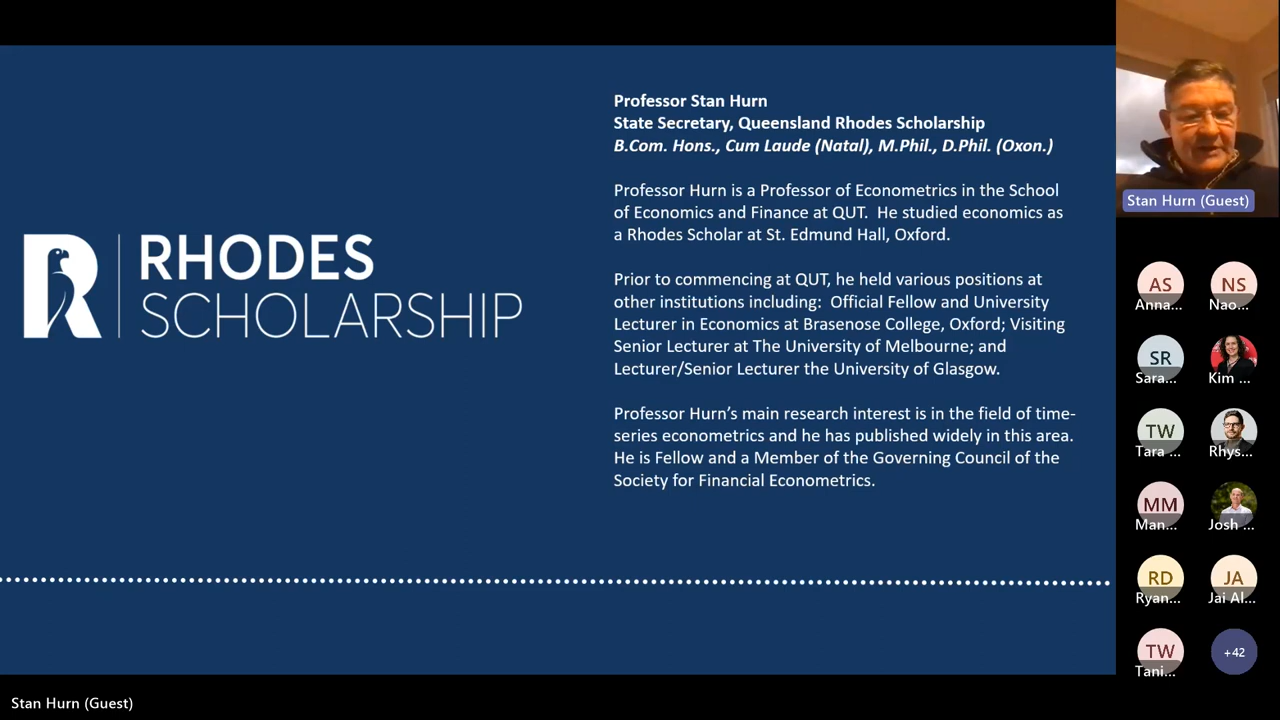 Professor Stan Hurn
State Secretary, Queensland Rhodes Scholarship
B.Com. Hons., Cum Laude (Natal), M.Phil., D.Phil. (Oxon.)
Professor Hurn is a Professor of Econometrics in the School
of Economics and Finance at QUT.  He studied economics as
a Rhodes Scholar at St. Edmund Hall, Oxford.
Prior to commencing at QUT, he held various positions at
other institutions including:  Official Fellow and University
Lecturer in Economics at Brasenose College, Oxford; Visiting
Senior Lecturer at The University of Melbourne; and
Lecturer/Senior Lecturer the University of Glasgow.
Professor Hurn's main research interest is in the field of time-
series econometrics and he has published widely in this area.
He is Fellow and a Member of the Governing Council of the
Society for Financial Econometrics.
R
RHODES
SCHOLARSHIP
Stan Hurn (Guest)
AS
Anna...
NS
Nao...
SR
Sara...
Kim ...
TW
Tara ...
Rhys...
MM
Man...
Josh ...
RD
Ryan...
JA
Jai Al...
TW
Tani...
+42
Stan Hurn (Guest)